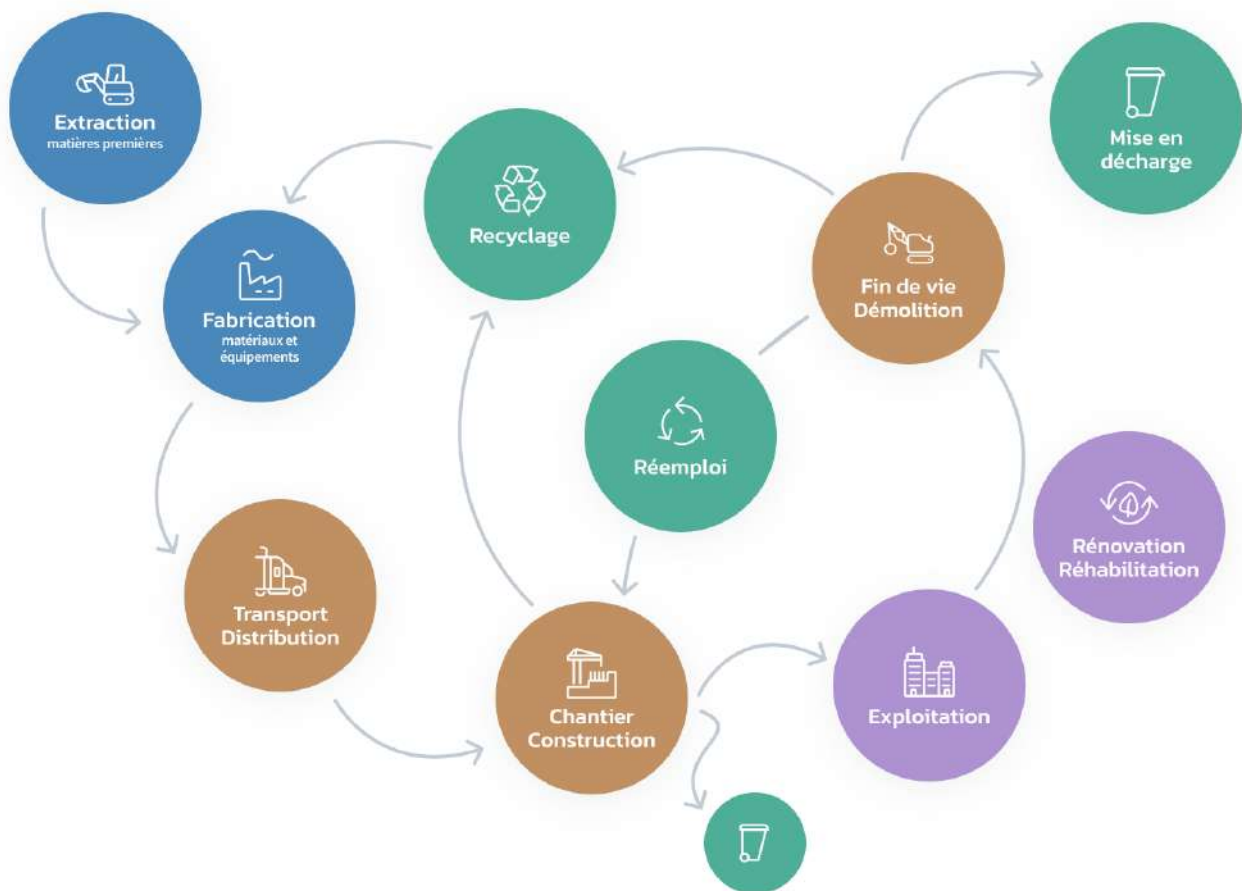 Extraction
matières premières
Mise en
décharge
Recyclage
Fin de vie
Démolition
Fabrication
matériaux et
équipements
Réemploi
Rénovation
Réhabilitation
Transport
Distribution
Chantier
Construction
Exploitation